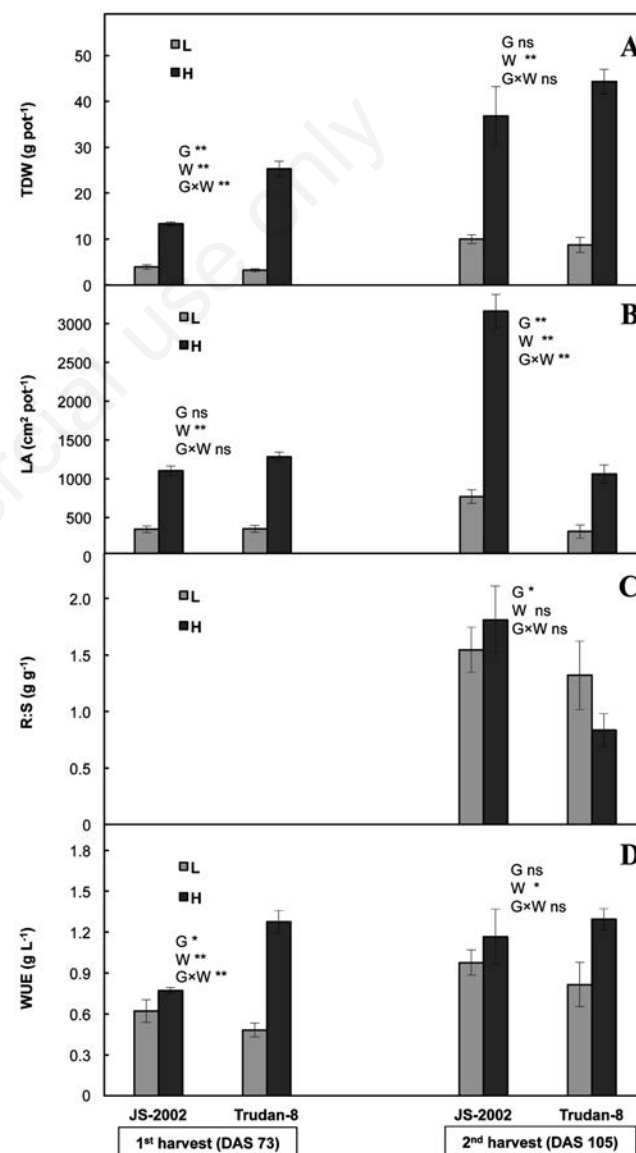 A
TDW (g pot-1)
50
40
30
20
10
0
L
H
G **
W **
G×W **
G ns
W **
G×W ns
B
LA (cm² pot-1)
3000
2500
2000
1500
1000
500
0
L
H
G ns
W **
G×W ns
G **
W **
G×W **
C
R:S (g g-1)
2.0
1.5
1.0
0.5
0
L
H
G *
W ns
G×W ns
D
WUE (g L-1)
1.8
1.5
1.2
0.9
0.6
0.3
0
L
H
G *
W **
G×W **
G ns
W *
G×W ns
JS-2002 Trudan-8 JS-2002 Trudan-8
1st harvest (DAS 73) 2nd harvest (DAS 105)
rcial use only